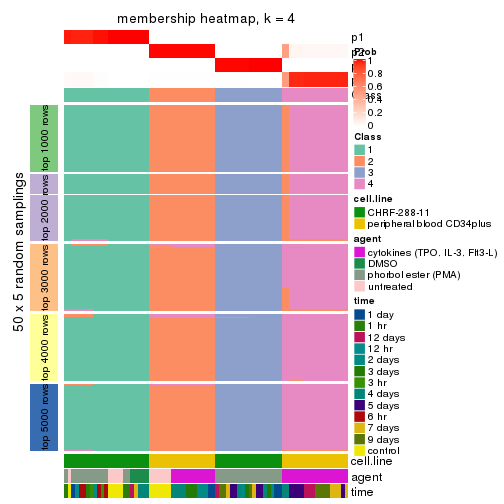 membership heatmap, k = 4
p1
p2
Prob
1
0.8
0.6
0.4
0.2
0
Class
1
2
3
4
cell.line
CHRF-288-11
peripheral blood CD34plus
agent
cytokines (TPO, IL-3, Flt3-L)
DMSO
phorbol ester (PMA)
untreated
time
1 day
1 hr
12 days
12 hr
2 days
3 days
3 hr
4 days
5 days
6 hr
7 days
9 days
control
50 x 5 random samplings
top 1000 rows
top 2000 rows
top 3000 rows
top 4000 rows
top 5000 rows
cell.line
agent
time